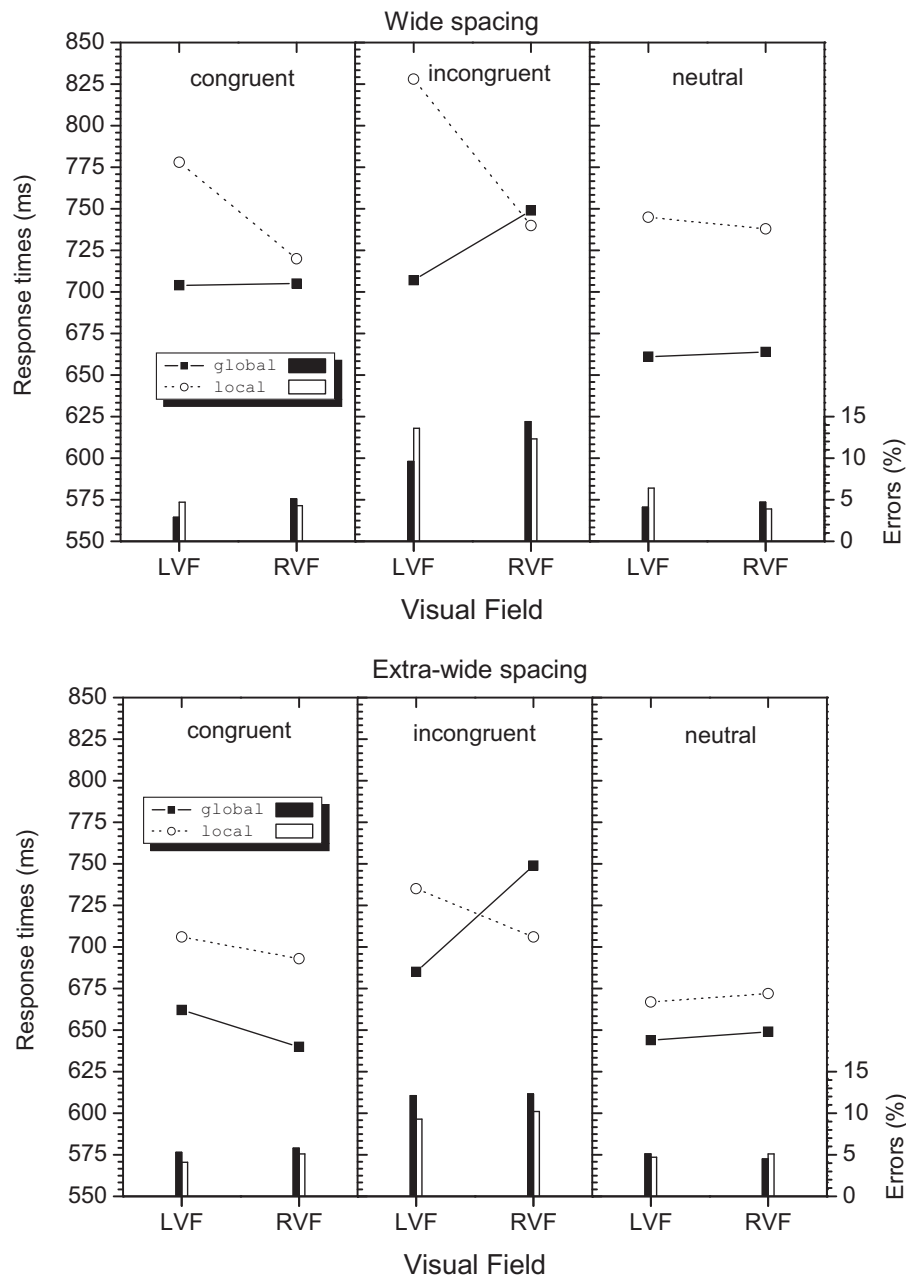 Wide spacing
850
825
800
775
750
725
700
675
650
625
600
575
550
Response times (ms)
congruent
incongruent
neutral
global
local
15
10
5
0
Errors (%)
LVF RVF LVF RVF LVF RVF
Visual Field
Extra-wide spacing
850
825
800
775
750
725
700
675
650
625
600
575
550
Response times (ms)
congruent
incongruent
neutral
global
local
15
10
5
0
Errors (%)
LVF RVF LVF RVF LVF RVF
Visual Field